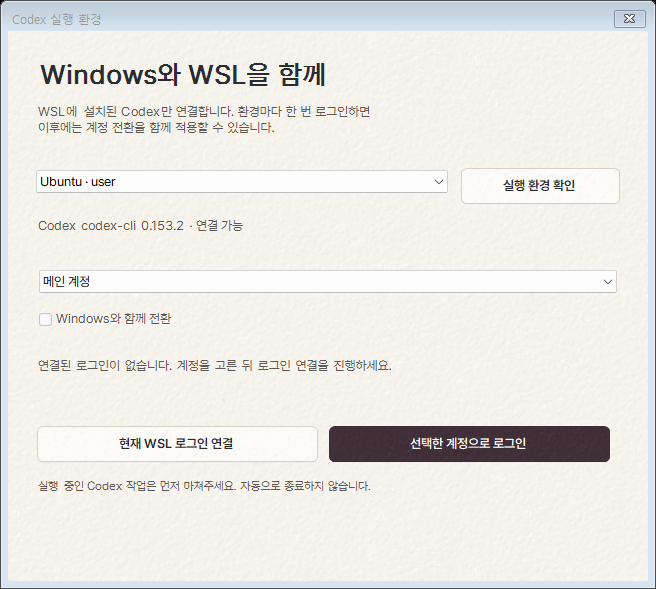 Codex 실행 환경
Windows와 WSL을 함께
WSL에 설치된 Codex만 연결합니다. 환경마다 한 번 로그인하면
이후에는 계정 전환을 함께 적용할 수 있습니다.
Ubuntu · user
실행 환경 확인
Codex codex-cli 0.153.2 · 연결 가능
메인 계정
Windows와 함께 전환
연결된 로그인이 없습니다. 계정을 고른 뒤 로그인 연결을 진행하세요.
현재 WSL 로그인 연결
선택한 계정으로 로그인
실행 중인 Codex 작업은 먼저 마쳐주세요. 자동으로 종료하지 않습니다.